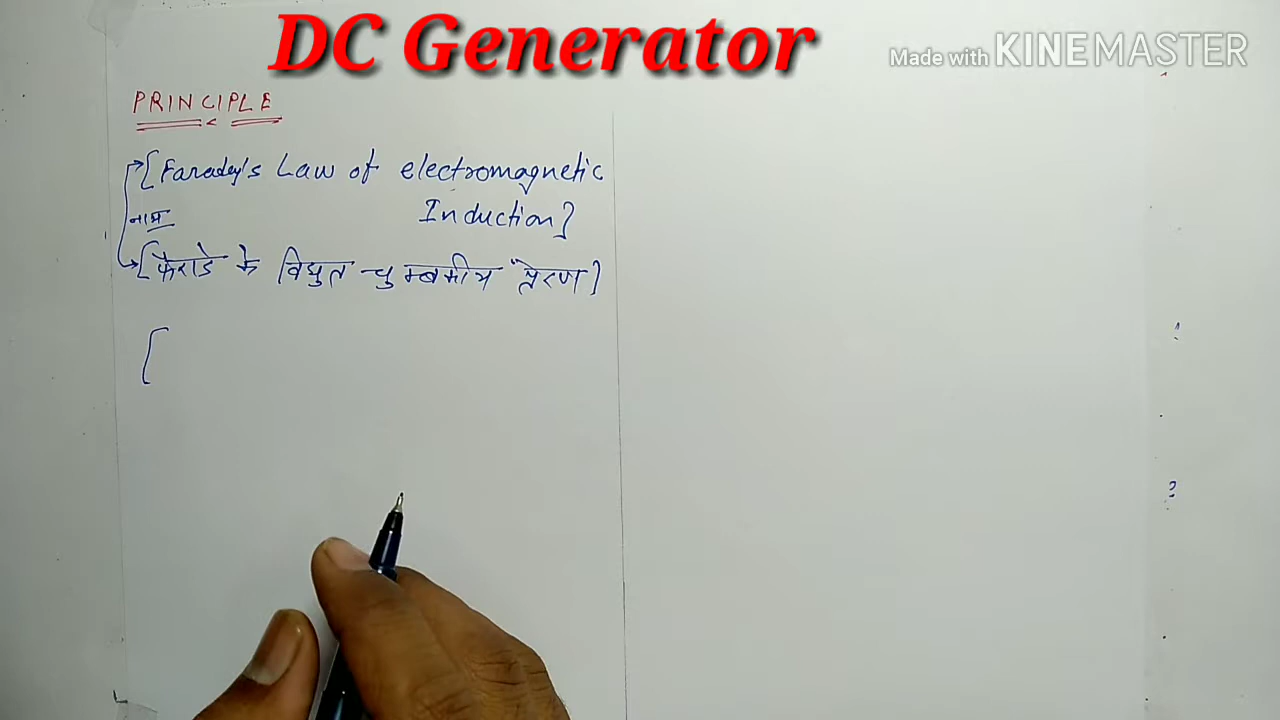 DC Generator
Made with KINEMASTER
PRINCIPLE
[Faraday's Law of electromagnetic
नाम Induction]
[फैराडे के विद्युत चुम्बकीय प्रेरण]
[